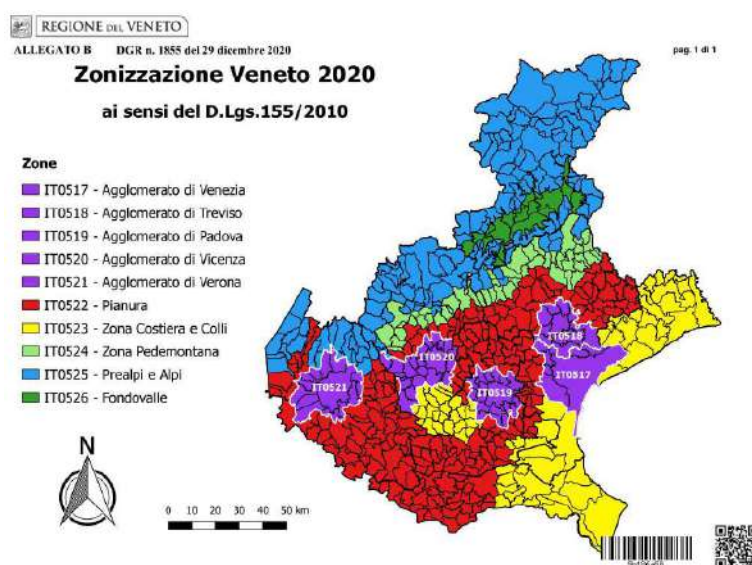 REGIONE DEL VENETO
ALLEGATO B DGR n. 1855 del 29 dicembre 2020 pag. 1 di 1
Zonizzazione Veneto 2020
ai sensi del D.Lgs.155/2010
Zone
IT0517 - Agglomerato di Venezia
IT0518 - Agglomerato di Treviso
IT0519 - Agglomerato di Padova
IT0520 - Agglomerato di Vicenza
IT0521 - Agglomerato di Verona
IT0522 - Pianura
IT0523 - Zona Costiera e Colli
IT0524 - Zona Pedemontana
IT0525 - Prealpi e Alpi
IT0526 - Fondovalle
IT0518
IT0520
IT0517
IT0521
IT0519
N
0 10 20 30 40 50 km